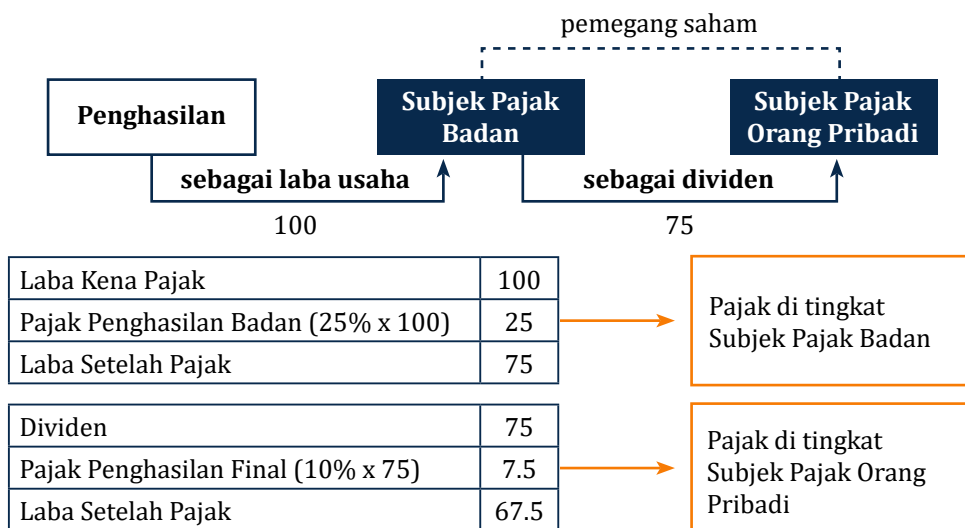 pemegang saham
Penghasilan
Subjek Pajak
Badan
Subjek Pajak
Orang Pribadi
sebagai laba usaha
sebagai dividen
100
75
Laba Kena Pajak 100
Pajak Penghasilan Badan (25% x 100) 25
Laba Setelah Pajak 75
Pajak di tingkat
Subjek Pajak Badan
Dividen 75
Pajak Penghasilan Final (10% x 75) 7.5
Laba Setelah Pajak 67.5
Pajak di tingkat
Subjek Pajak Orang
Pribadi